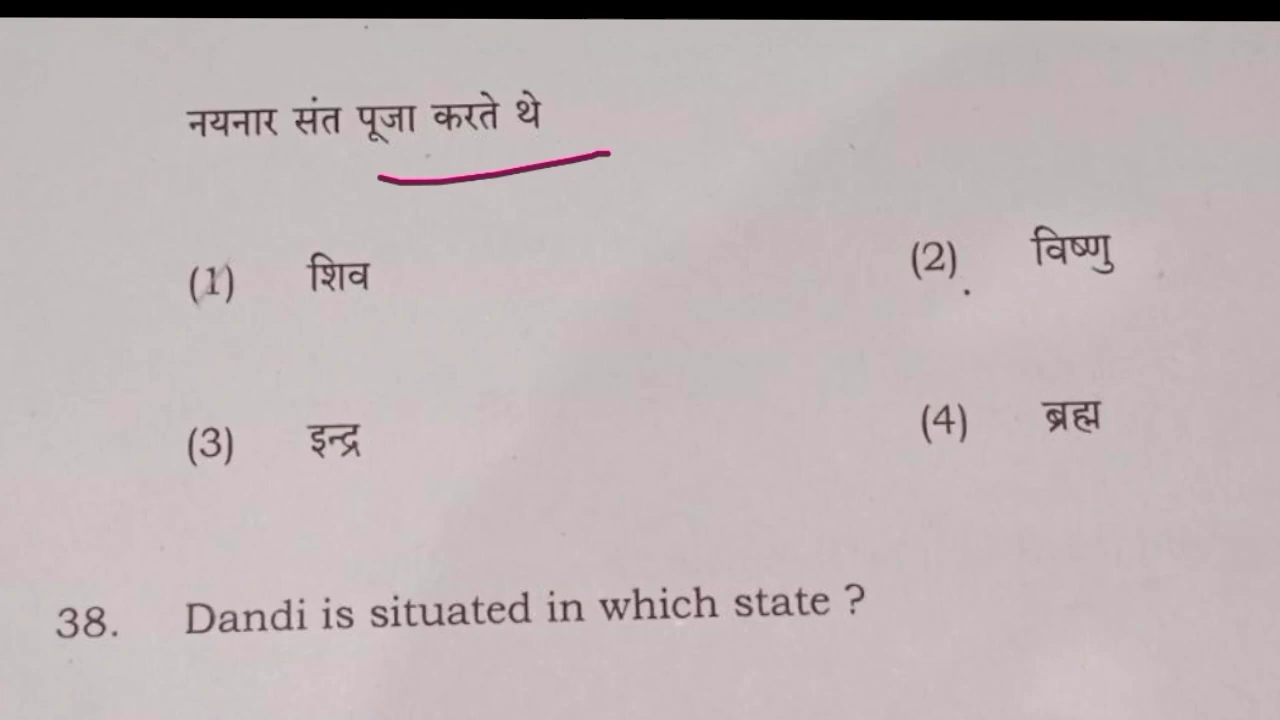 नयनार संत पूजा करते थे
(1) शिव (2) विष्णु
(3) इन्द्र (4) ब्रह्म
38. Dandi is situated in which state ?